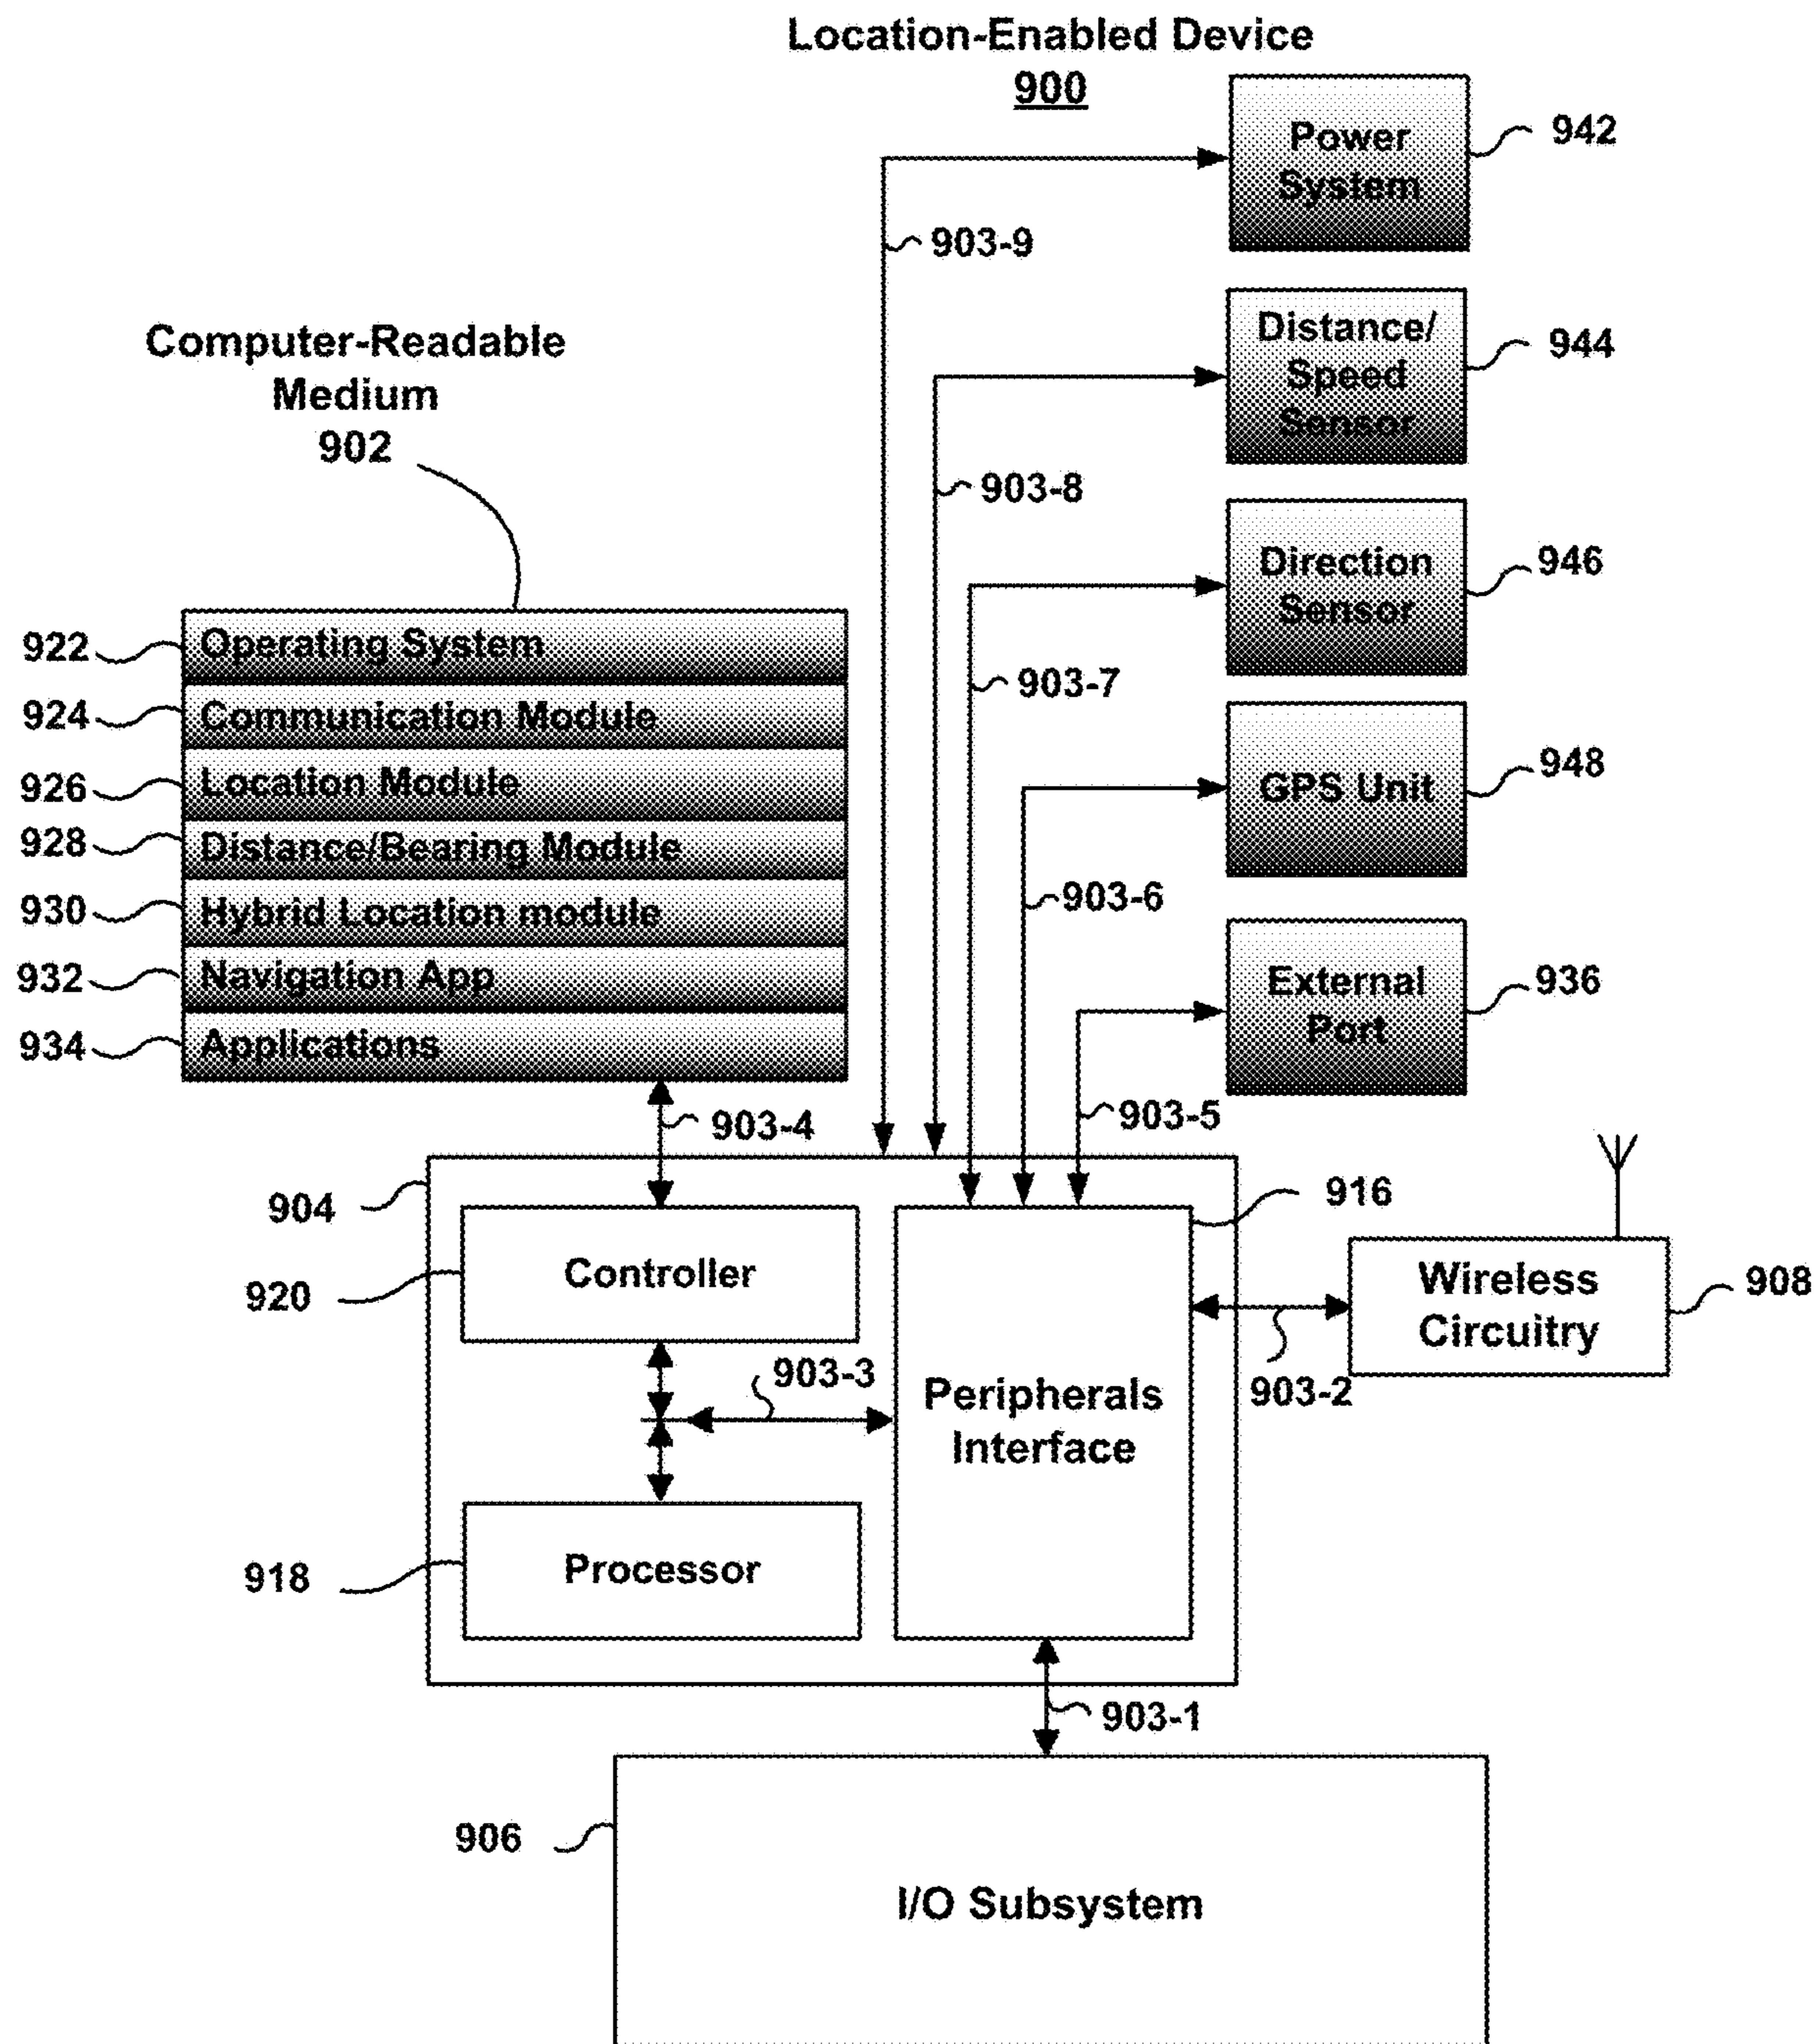 Location-Enabled Device
900
Power
System
942
903-9
Distance/
Speed
Sensor
944
Computer-Readable
Medium
902
903-8
Direction
Sensor
946
903-7
922
Operating System
924
Communication Module
926
Location Module
928
Distance/Bearing Module
930
Hybrid Location module
932
Navigation App
934
Applications
GPS Unit
948
903-6
External
Port
936
903-5
903-4
904
916
Controller
920
Wireless
Circuitry
908
903-3
903-2
Peripherals
Interface
Processor
918
903-1
906
I/O Subsystem